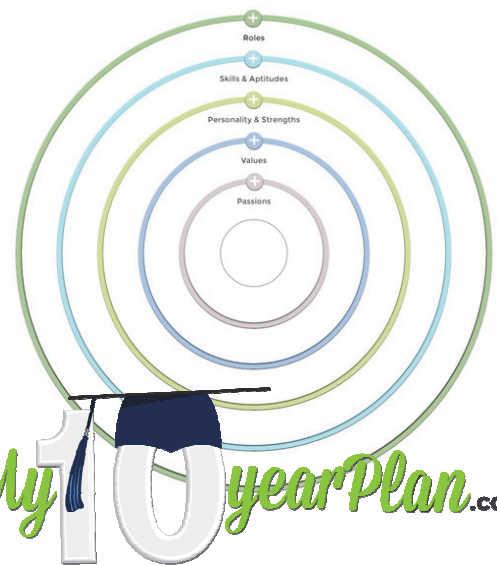 Roles
Skills & Aptitudes
Personality & Strengths
Values
Passions
My10yearPlan.co